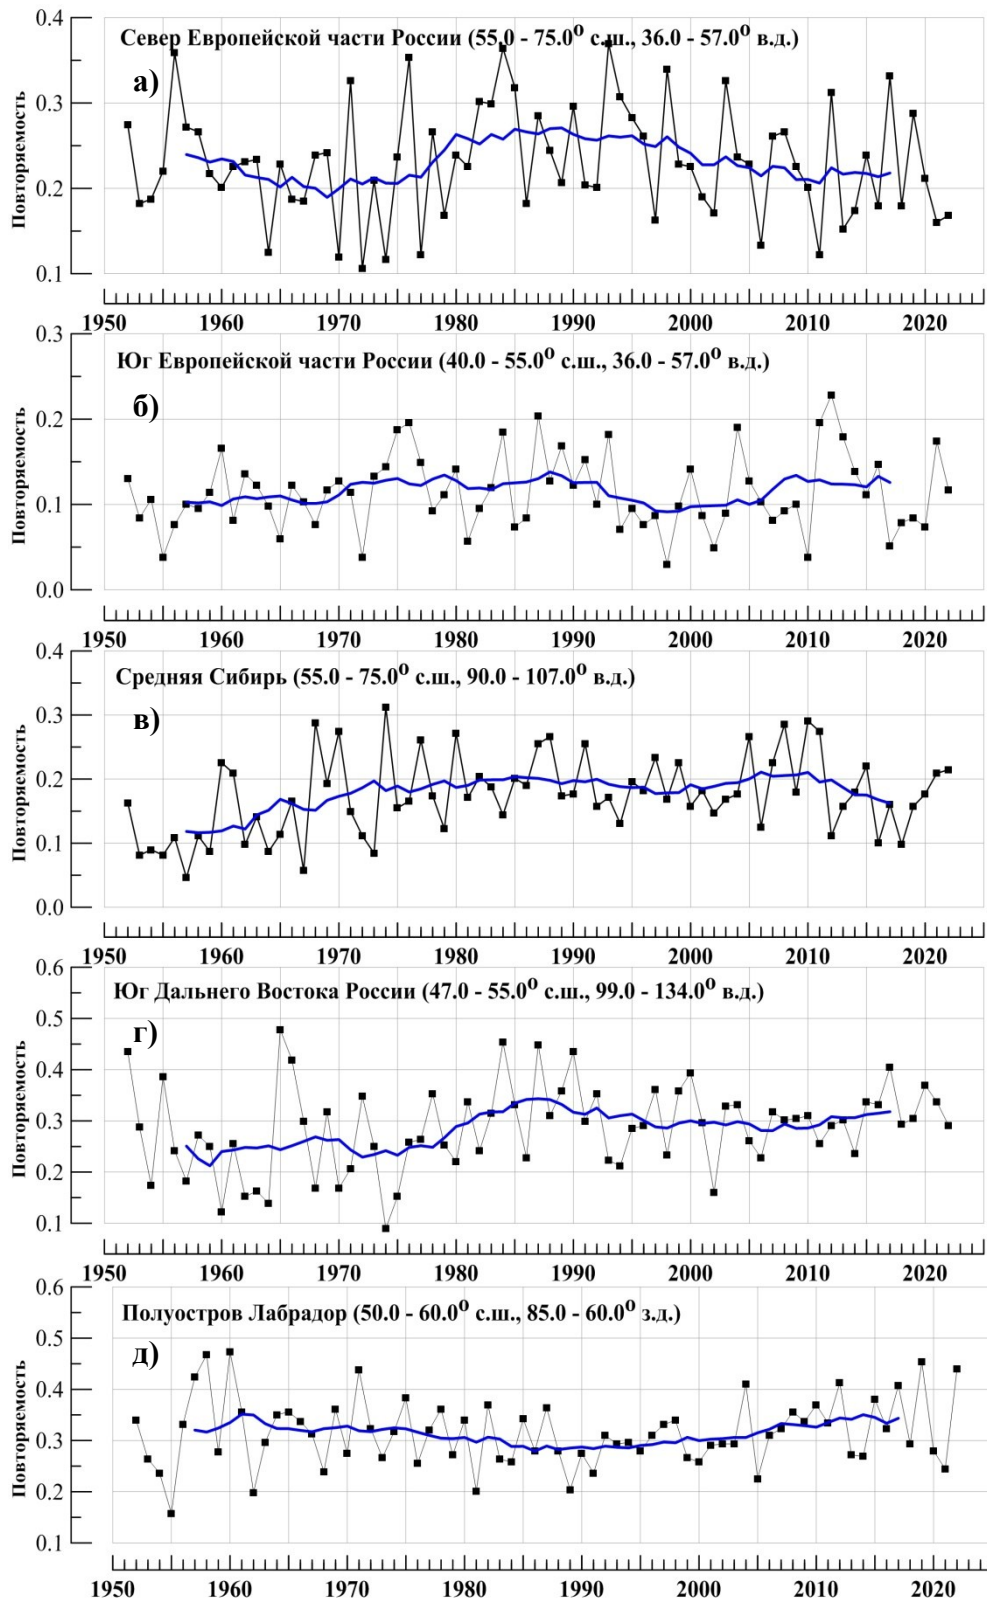 0.4
Север Европейской части России (55.0 - 75.0⁰ с.ш., 36.0 - 57.0⁰ в.д.)
а)
0.3
Повторяемость
0.2
0.1
1950 1960 1970 1980 1990 2000 2010 2020
0.3
Юг Европейской части России (40.0 - 55.0⁰ с.ш., 36.0 - 57.0⁰ в.д.)
б)
0.2
Повторяемость
0.1
0.0
1950 1960 1970 1980 1990 2000 2010 2020
0.4
Средняя Сибирь (55.0 - 75.0⁰ с.ш., 90.0 - 107.0⁰ в.д.)
в)
0.3
Повторяемость
0.2
0.1
0.0
1950 1960 1970 1980 1990 2000 2010 2020
0.6
Юг Дальнего Востока России (47.0 - 55.0⁰ с.ш., 99.0 - 134.0⁰ в.д.)
г)
0.5
0.4
Повторяемость
0.3
0.2
0.1
1950 1960 1970 1980 1990 2000 2010 2020
0.6
Полуостров Лабрадор (50.0 - 60.0⁰ с.ш., 85.0 - 60.0⁰ з.д.)
д)
0.5
0.4
Повторяемость
0.3
0.2
0.1
1950 1960 1970 1980 1990 2000 2010 2020